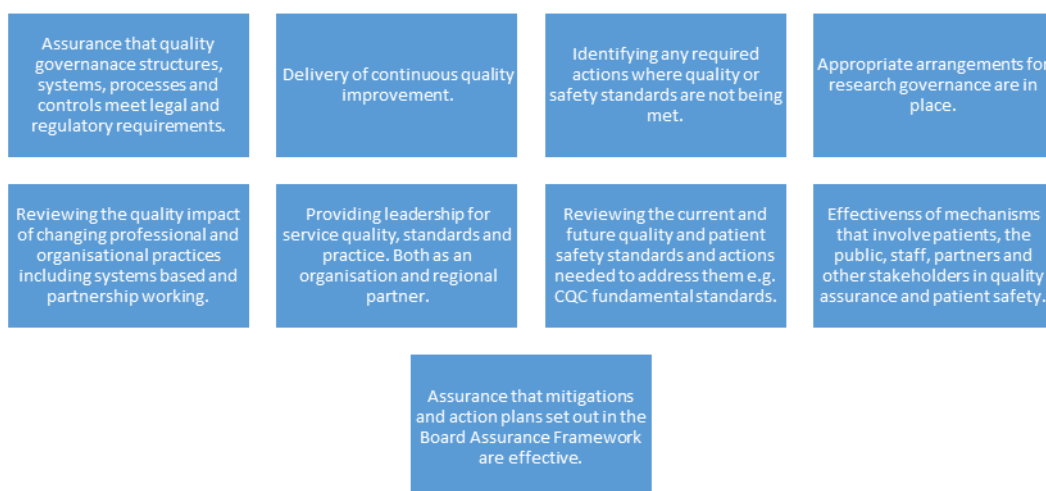 Assurance that quality
governanace structures,
systems, processes and
controls meet legal and
regulatory requirements.
Delivery of continuous quality
improvement.
Identifying any required
actions where quality or
safety standards are not being
met.
Appropriate arrangements for
research governance are in
place.
Reviewing the quality impact
of changing professional and
organisational practices
including systems based and
partnership working.
Providing leadership for
service quality, standards and
practice. Both as an
organisation and regional
partner.
Reviewing the current and
future quality and patient
safety standards and actions
needed to address them e.g.
CQC fundamental standards.
Effectivenss of mechanisms
that involve patients, the
public, staff, partners and
other stakeholders in quality
assurance and patient safety.
Assurance that mitigations
and action plans set out in the
Board Assurance Framework
are effective.